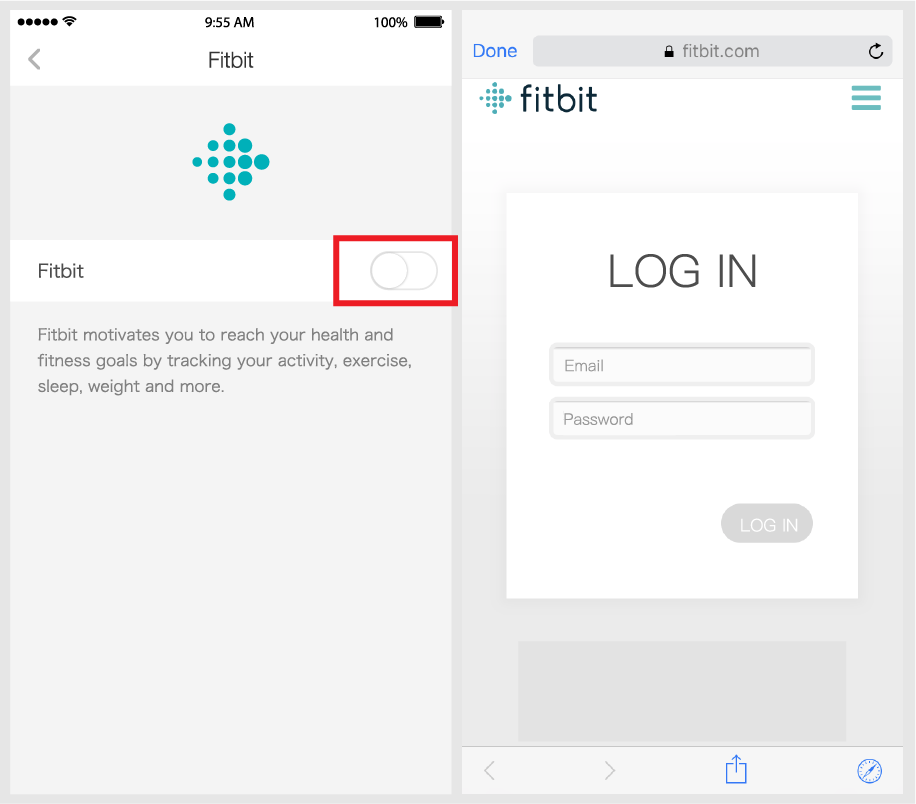 9:55 AM
100%
Fitbit
Fitbit
Fitbit motivates you to reach your health and
fitness goals by tracking your activity, exercise,
sleep, weight and more.
Done
fitbit.com
fitbit
LOG IN
Email
Password
LOG IN